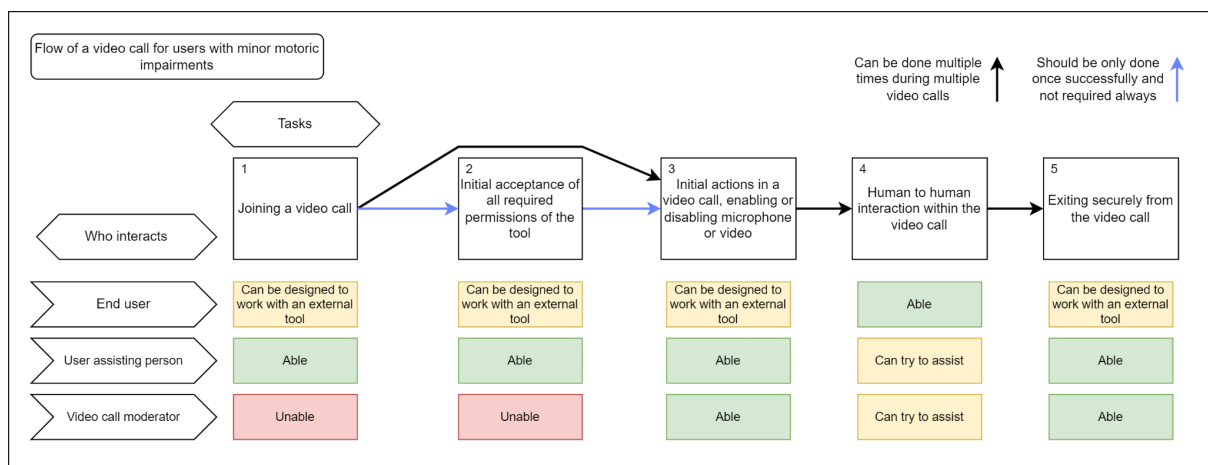 Flow of a video call for users with minor motoric
impairments
Can be done multiple
times during multiple
video calls
Should be only done
once successfully and
not required always
Tasks
Who interacts
1
Joining a video call
2
Initial acceptance of
all required
permissions of the
tool
3
Initial actions in a
video call, enabling or
disabling microphone
or video
4
Human to human
interaction within the
video call
5
Exiting securely from
the video call
End user
Can be designed to
work with an external
tool
Can be designed to
work with an external
tool
Can be designed to
work with an external
tool
Able
Can be designed to
work with an external
tool
User assisting person
Able
Able
Able
Can try to assist
Able
Video call moderator
Unable
Unable
Able
Can try to assist
Able